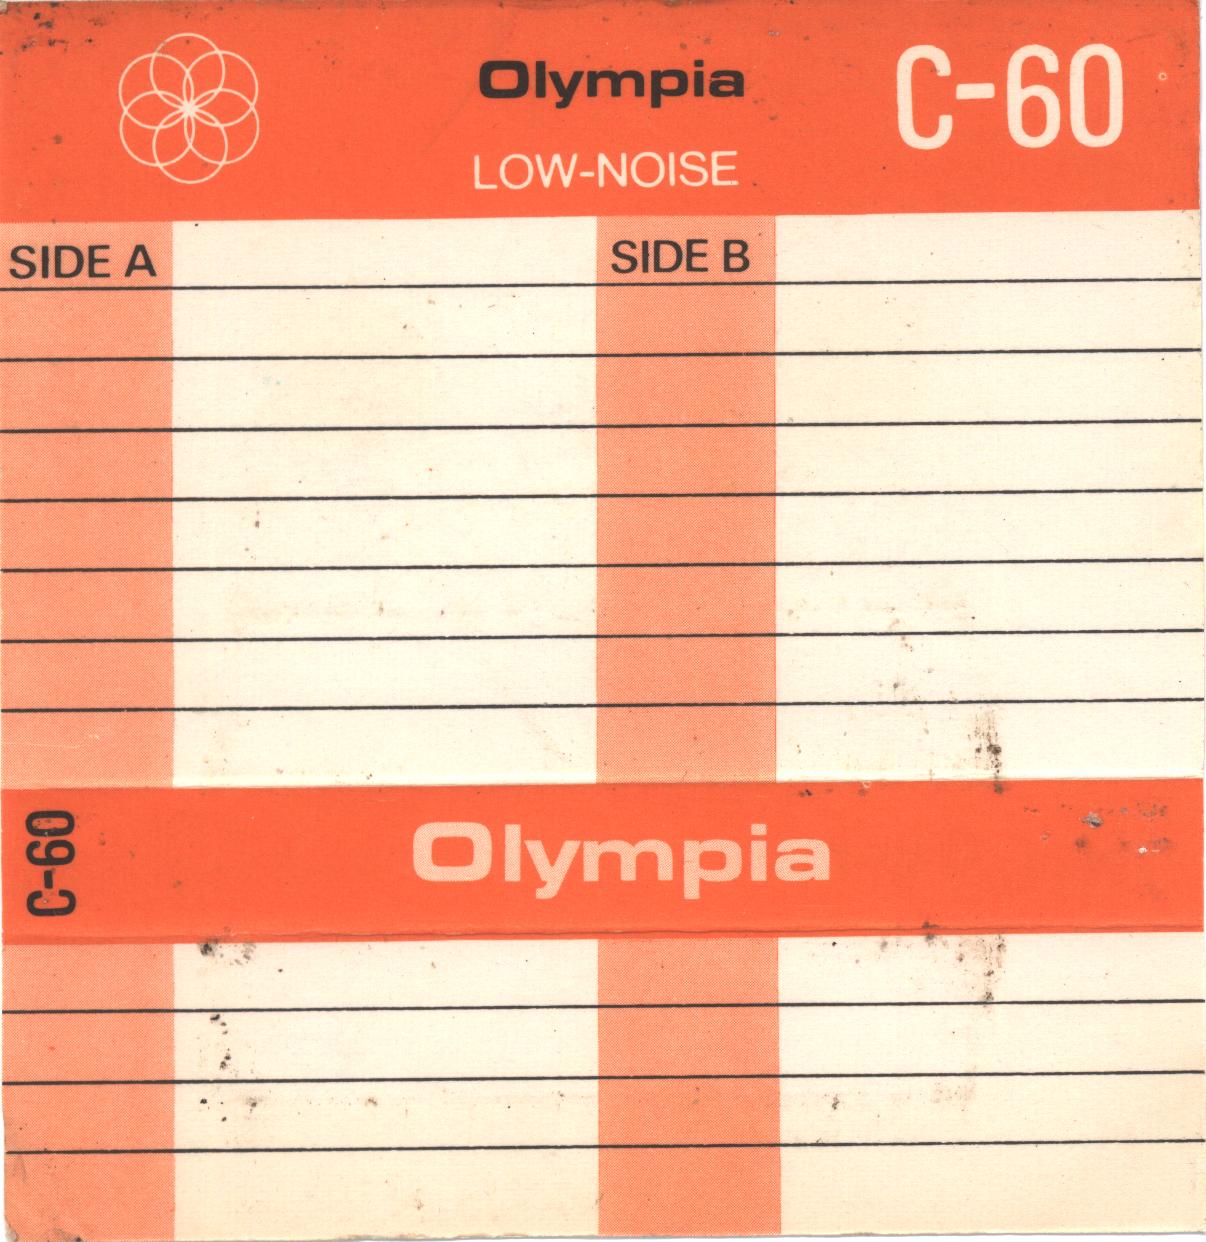 Olympia
C-60
LOW-NOISE
SIDE A
SIDE B
C-60
Olympia